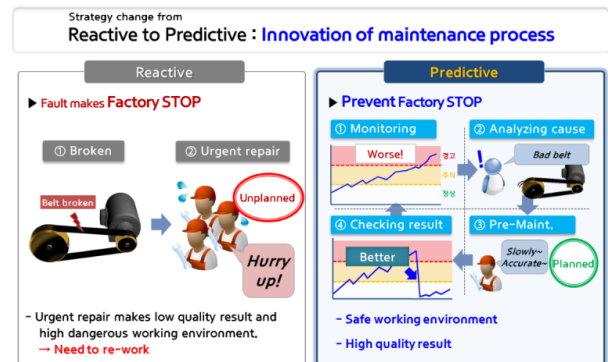 Strategy change from
Reactive to Predictive : Innovation of maintenance process
Reactive
▶ Fault makes Factory STOP
① Broken
② Urgent repair
Belt broken
Unplanned
Hurry
up!
- Urgent repair makes low quality result and
high dangerous working environment.
→ Need to re-work
Predictive
▶ Prevent Factory STOP
① Monitoring
Worse!
경고
주의
정상
② Analyzing cause
Bad belt
④ Checking result
Better
③ Pre-Maint.
Slowly~
Accurate~
Planned
- Safe working environment
- High quality result